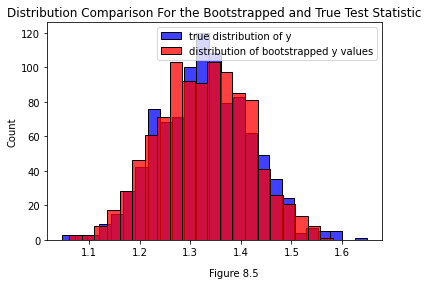 Distribution Comparison For the Bootstrapped and True Test Statistic
true distribution of y
distribution of bootstrapped y values
Count
120
100
80
60
40
20
0
1.1 1.2 1.3 1.4 1.5 1.6
Figure 8.5